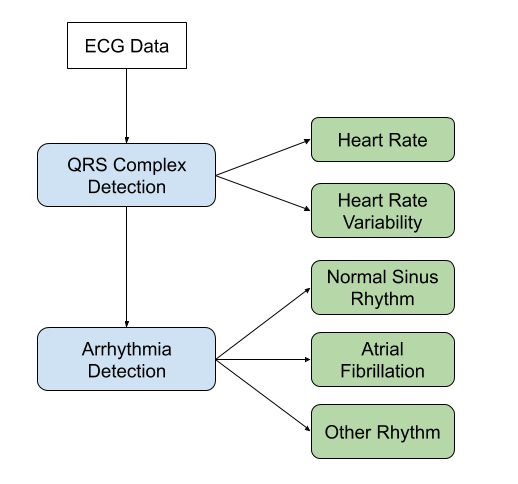 ECG Data
QRS Complex
Detection
Heart Rate
Heart Rate
Variability
Normal Sinus
Rhythm
Arrhythmia
Detection
Atrial
Fibrillation
Other Rhythm